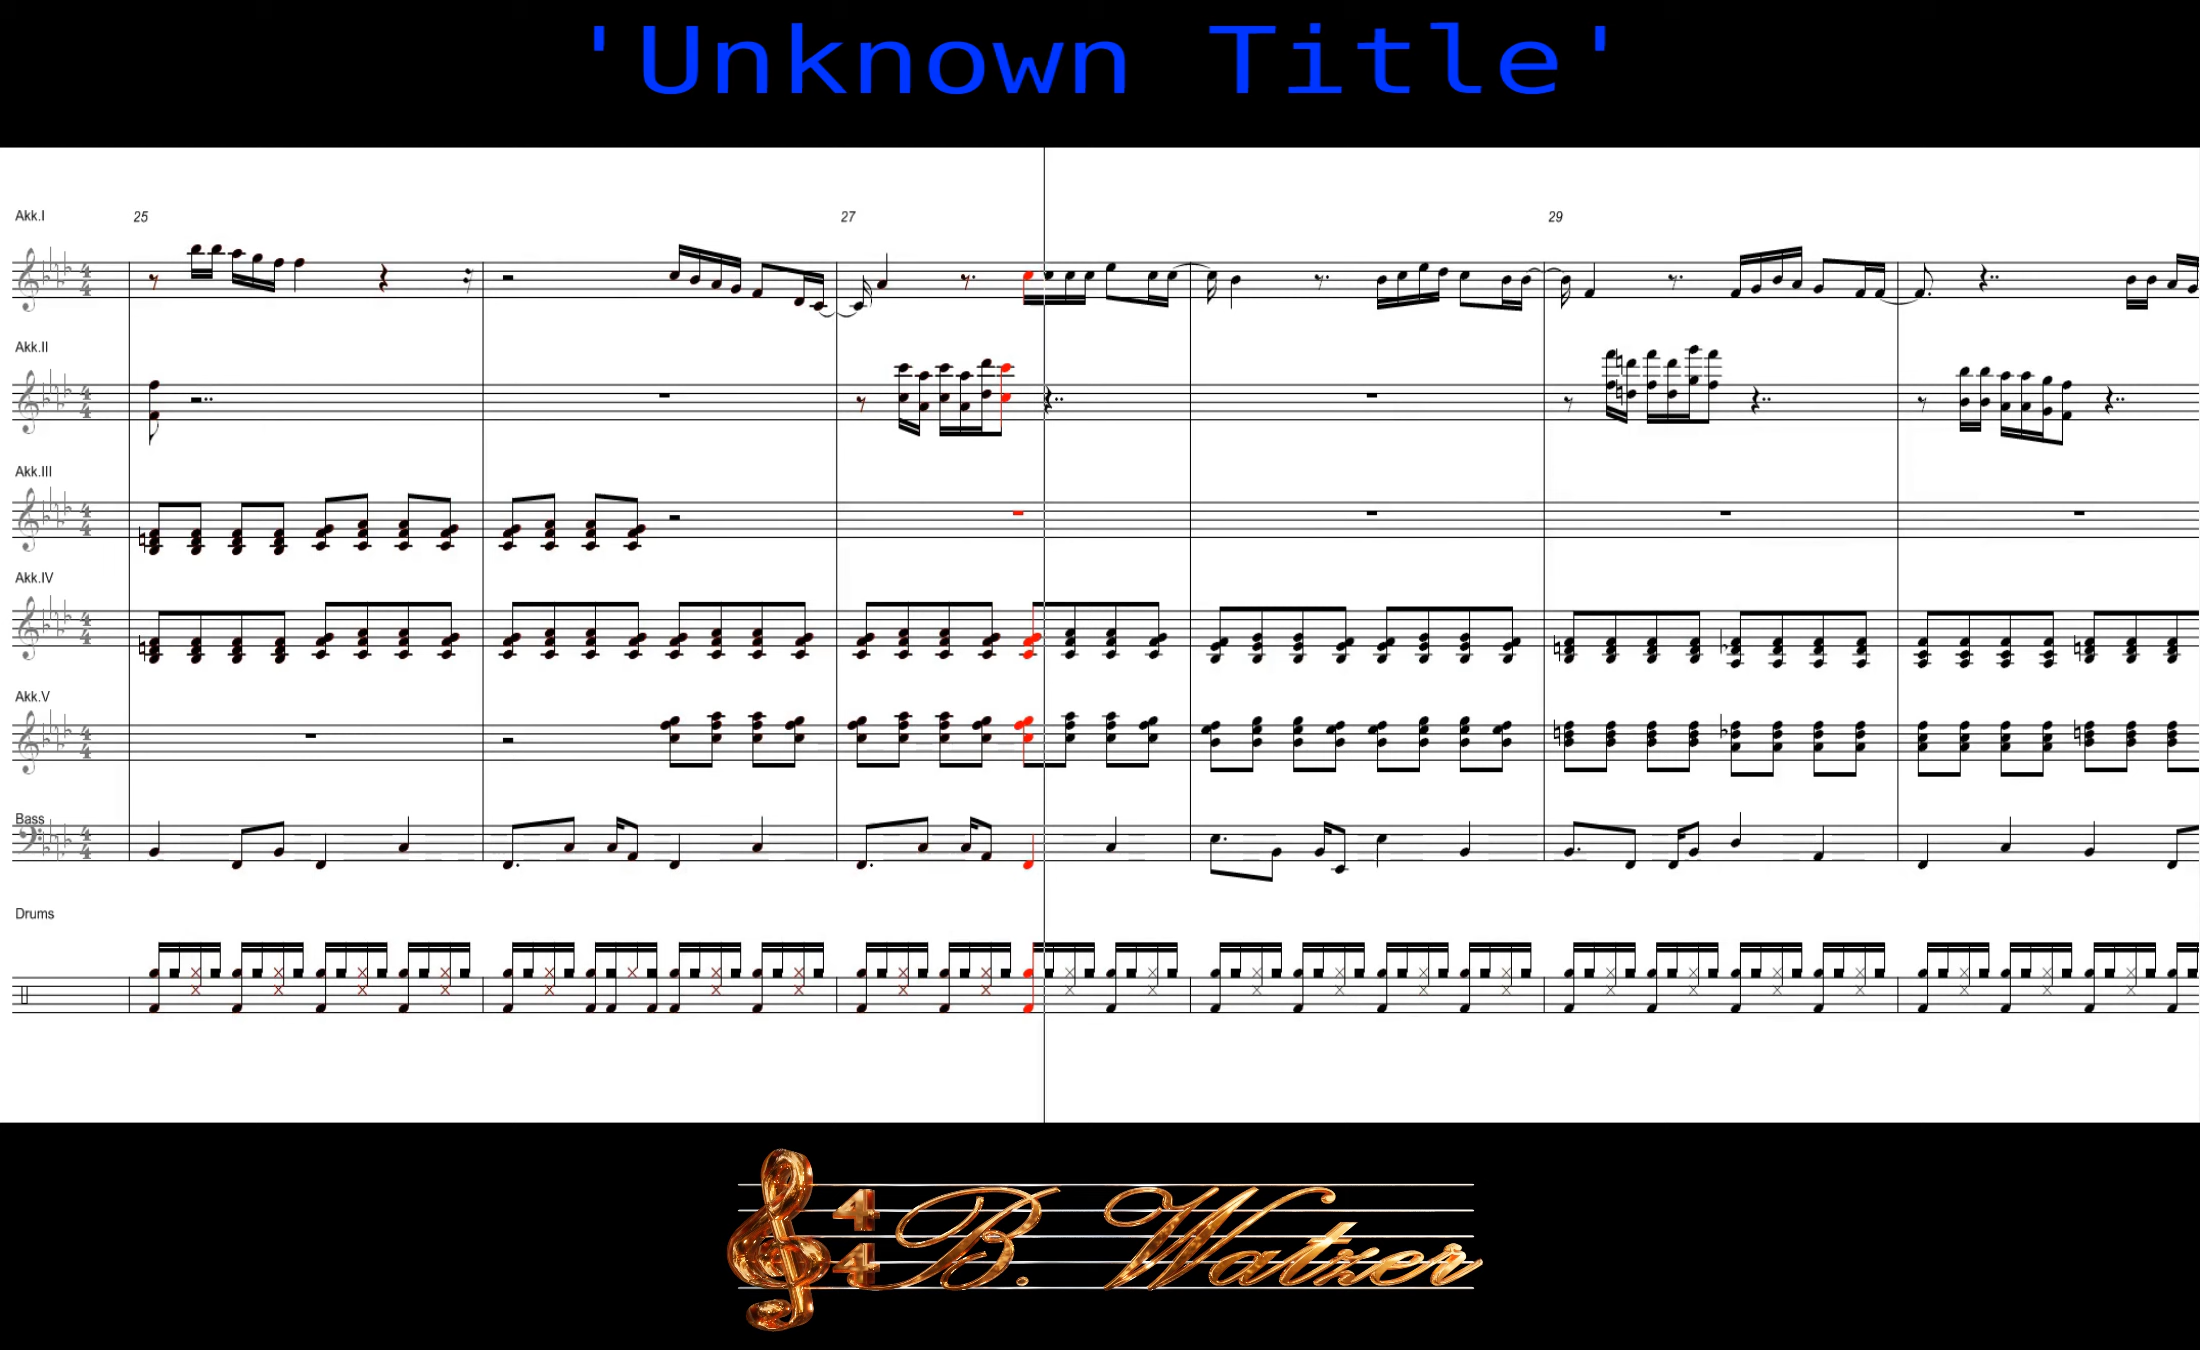 'Unknown Title'
25 27 29
Akk.I
Akk.II
Akk.III
Akk.IV
Akk.V
Bass
Drums
B. Watzer